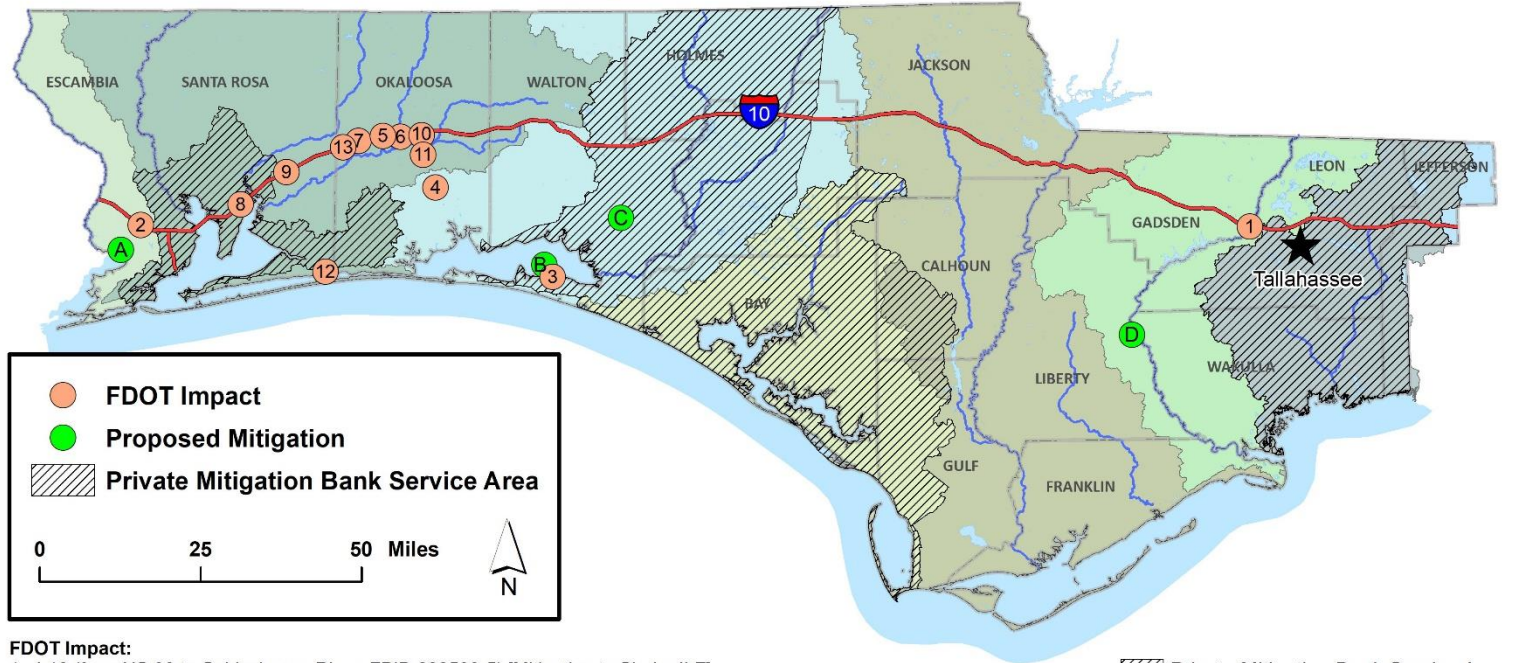 HOLMES
JACKSON
ESCAMBIA
SANTA ROSA
OKALOOSA
WALTON
10
13
7
5
6
10
11
9
4
8
2
A
C
B
3
12
LEON
JEFFERSON
GADSDEN
1
Tallahassee
CALHOUN
BAY
D
LIBERTY
WAKULLA
GULF
FRANKLIN
FDOT Impact
Proposed Mitigation
Private Mitigation Bank Service Area
0 25 50 Miles
N
FDOT Impact: